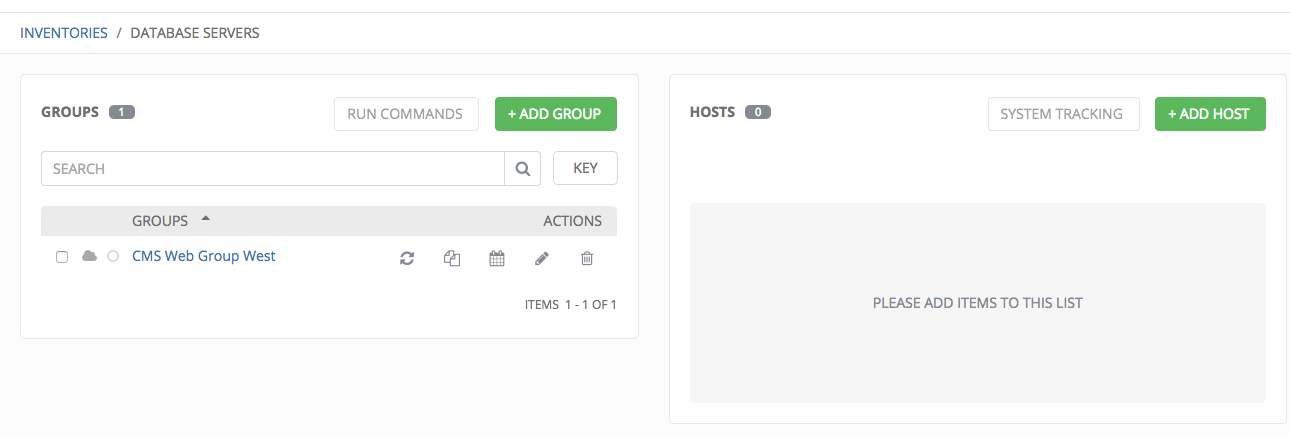 INVENTORIES / DATABASE SERVERS
GROUPS 1 RUN COMMANDS + ADD GROUP
SEARCH KEY
GROUPS ACTIONS
CMS Web Group West
ITEMS 1 - 1 OF 1
HOSTS 0 SYSTEM TRACKING + ADD HOST
PLEASE ADD ITEMS TO THIS LIST